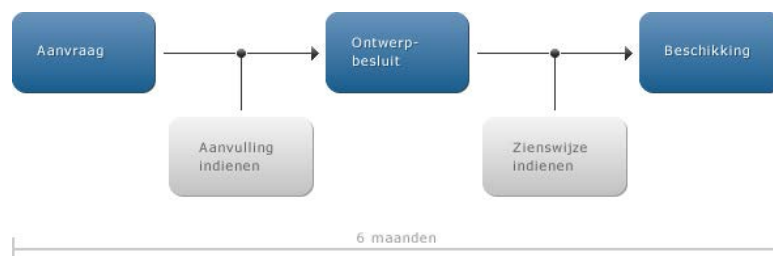 Aanvraag
Ontwerp-
besluit
Beschikking
Aanvulling
indienen
Zienswijze
indienen
6 maanden